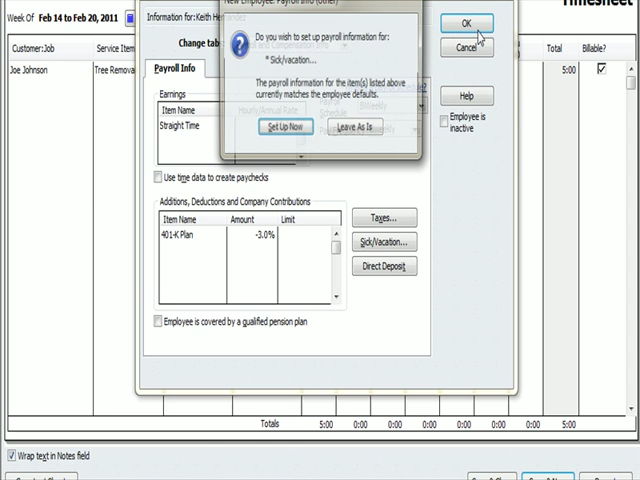 New Employee: Payroll Info (other)
Timesheet
Week Of Feb 14 to Feb 20, 2011
Information for: Keith Hernandez
OK
Do you wish to set up payroll information for:
* Sick/vacation...
The payroll information for the item(s) listed above
currently matches the employee defaults.
Set Up Now
Leave As Is
Customer:Job
Service Item
Change tabs
Cancel
Total
Billable?
Joe Johnson
Tree Remova
5:00
Payroll Info
Help
Earnings
Item Name
Hourly/Annual Rate
Schedule
BiWeekly
Employee is
inactive
Straight Time
Use time data to create paychecks
Additions, Deductions and Company Contributions
Item Name
Amount
Limit
Taxes...
401-K Plan
-3.0%
Sick/Vacation...
Direct Deposit
Employee is covered by a qualified pension plan
Totals
5:00
0:00
0:00
0:00
0:00
0:00
0:00
5:00
Wrap text in Notes field